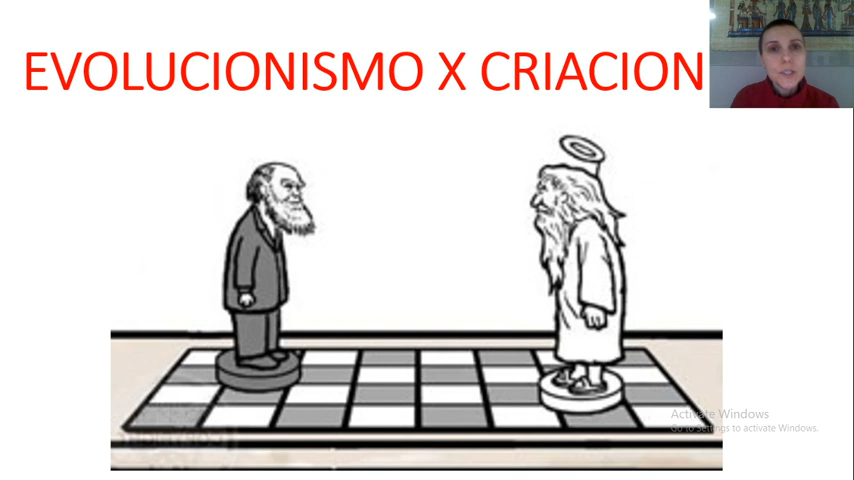 EVOLUCIONISMO X CRIACION
Activate Windows
Go to Settings to activate Windows.